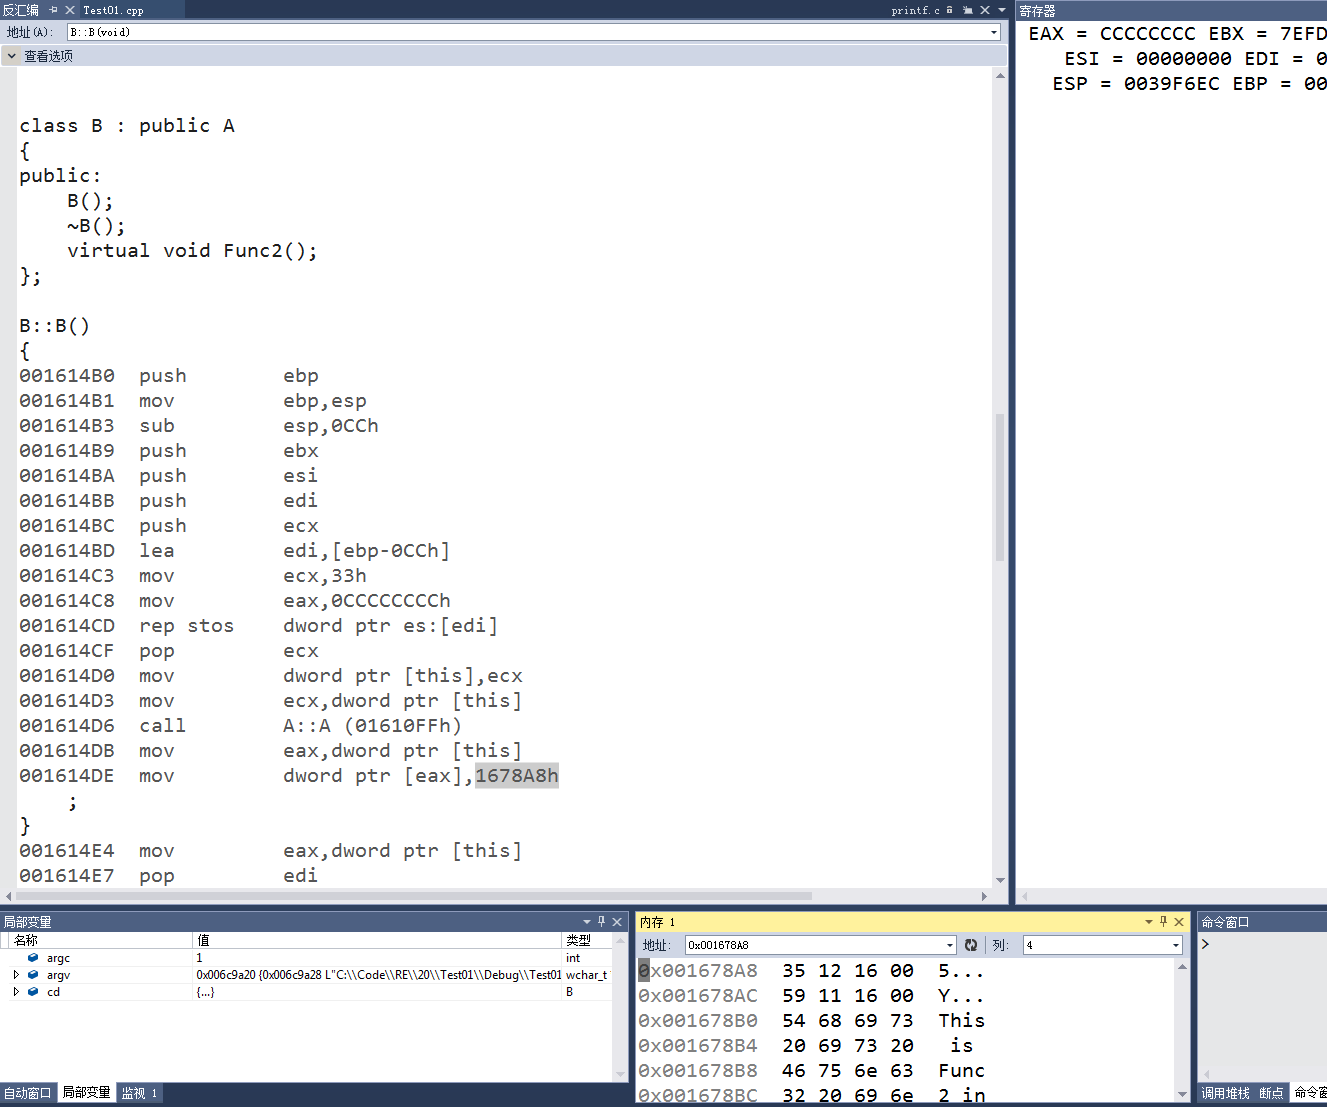 反汇编 Test01.cpp printf.c
地址(A): B::B(void)
查看选项
class B : public A
{
public:
    B();
    ~B();
    virtual void Func2();
};
B::B()
{
001614B0  push        ebp
001614B1  mov         ebp,esp
001614B3  sub         esp,0CCh
001614B9  push        ebx
001614BA  push        esi
001614BB  push        edi
001614BC  push        ecx
001614BD  lea         edi,[ebp-0CCh]
001614C3  mov         ecx,33h
001614C8  mov         eax,0CCCCCCCCh
001614CD  rep stos    dword ptr es:[edi]
001614CF  pop         ecx
001614D0  mov         dword ptr [this],ecx
001614D3  mov         ecx,dword ptr [this]
001614D6  call        A::A (01610FFh)
001614DB  mov         eax,dword ptr [this]
001614DE  mov         dword ptr [eax],1678A8h
    ;
}
001614E4  mov         eax,dword ptr [this]
001614E7  pop         edi
寄存器
EAX = CCCCCCCC EBX = 7EFD
ESI = 00000000 EDI = 0
ESP = 0039F6EC EBP = 00
局部变量
名称 值 类型
argc 1 int
argv 0x006c9a20 {0x006c9a28 L"C:\\Code\\RE\\20\\Test01\\Debug\\Test01 wchar_t
cd {...} B
自动窗口 局部变量 监视 1
内存 1
地址: 0x001678A8 列: 4
0x001678A8  35 12 16 00  5...
0x001678AC  59 11 16 00  Y...
0x001678B0  54 68 69 73  This
0x001678B4  20 69 73 20   is
0x001678B8  46 75 6e 63  Func
0x001678BC  32 20 69 6e  2 in
命令窗口
>
调用堆栈 断点 命令窗